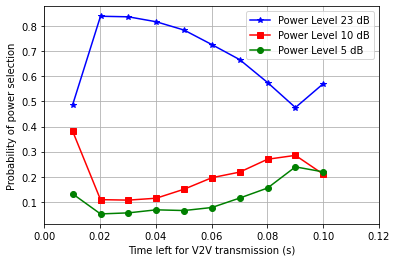 Probability of power selection
0.8
0.7
0.6
0.5
0.4
0.3
0.2
0.1
Power Level 23 dB
Power Level 10 dB
Power Level 5 dB
0.00 0.02 0.04 0.06 0.08 0.10 0.12
Time left for V2V transmission (s)